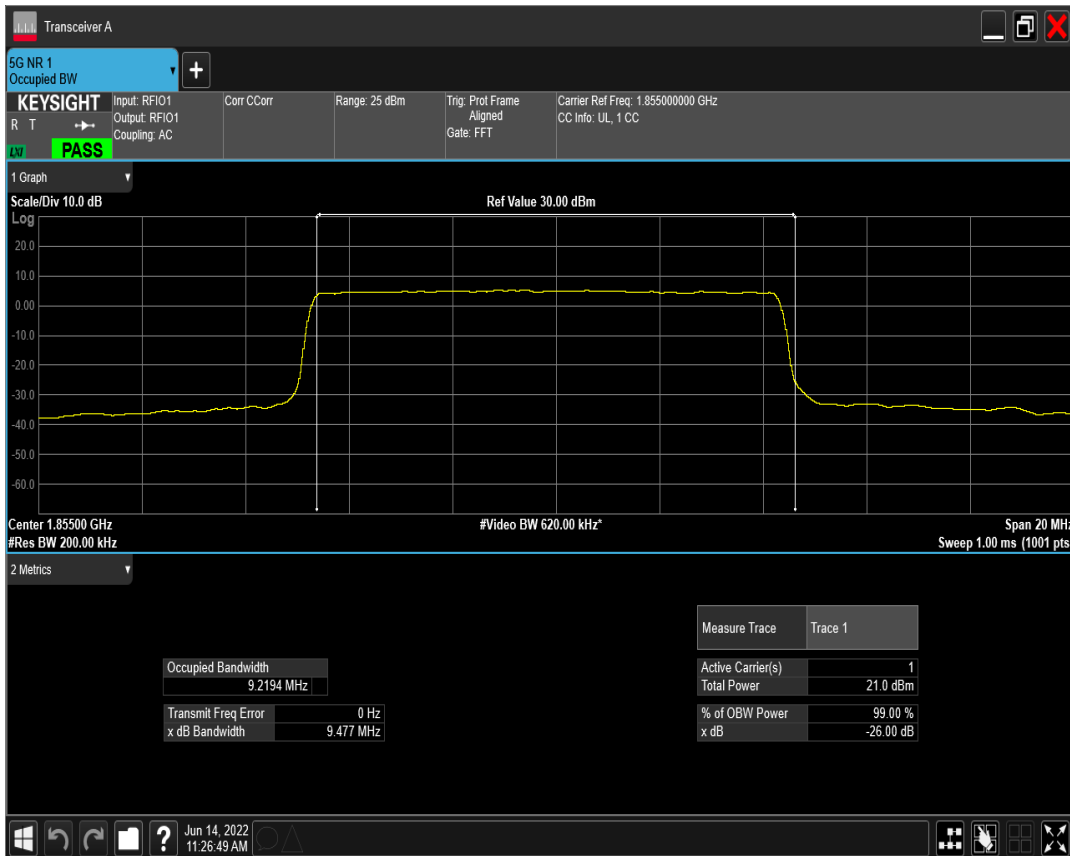 Transceiver A
5G NR 1
Occupied BW
KEYSIGHT
R T
LXI
PASS
Input: RFIO1
Output: RFIO1
Coupling: AC
Corr CCorr
Range: 25 dBm
Trig: Prot Frame
Aligned
Gate: FFT
Carrier Ref Freq: 1.855000000 GHz
CC Info: UL, 1 CC
1 Graph
Scale/Div 10.0 dB
Ref Value 30.00 dBm
Log
20.0
10.0
0.00
-10.0
-20.0
-30.0
-40.0
-50.0
-60.0
Center 1.85500 GHz
#Video BW 620.00 kHz*
Span 20 MHz
#Res BW 200.00 kHz
Sweep 1.00 ms (1001 pts
2 Metrics
Measure Trace Trace 1
Occupied Bandwidth
9.2194 MHz
Active Carrier(s) 1
Total Power 21.0 dBm
Transmit Freq Error 0 Hz
x dB Bandwidth 9.477 MHz
% of OBW Power 99.00 %
x dB -26.00 dB
?
Jun 14, 2022
11:26:49 AM